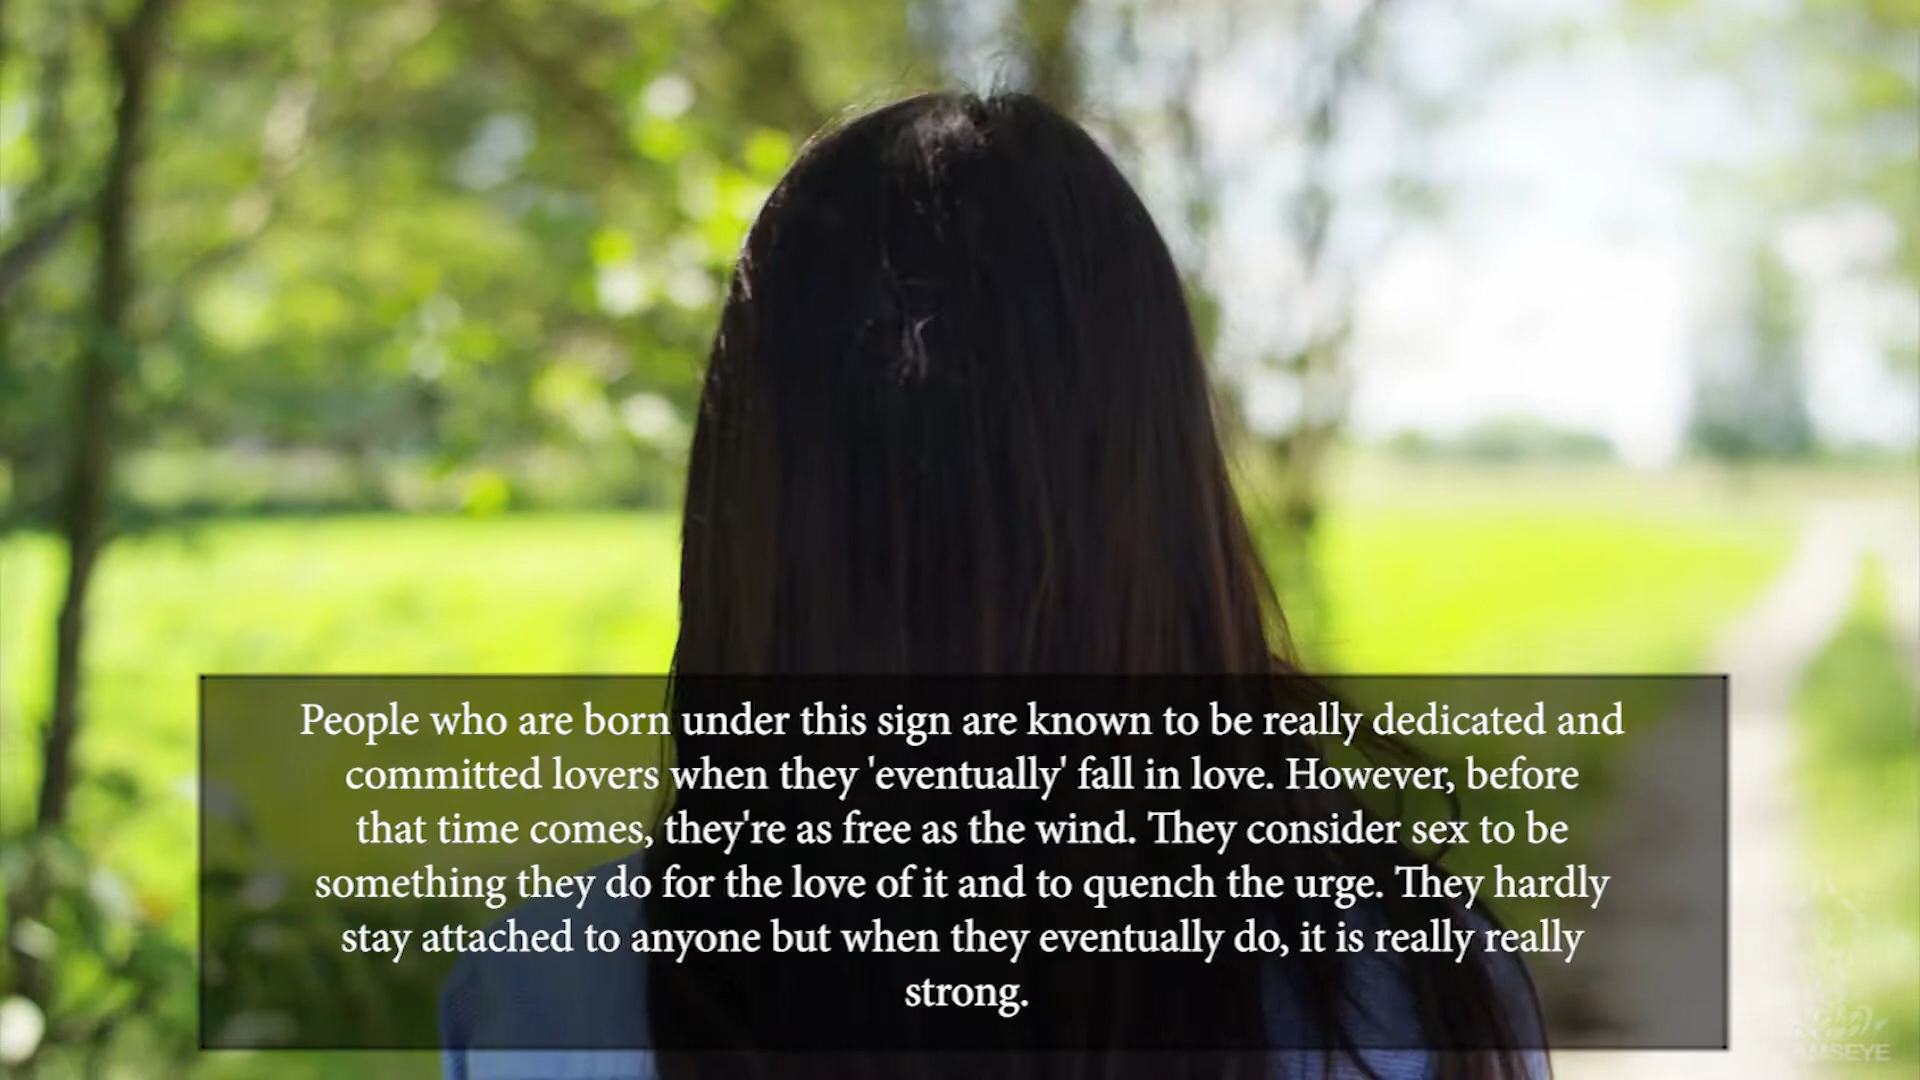 People who are born under this sign are known to be really dedicated and
committed lovers when they 'eventually' fall in love. However, before
that time comes, they're as free as the wind. They consider sex to be
something they do for the love of it and to quench the urge. They hardly
stay attached to anyone but when they eventually do, it is really really
strong.